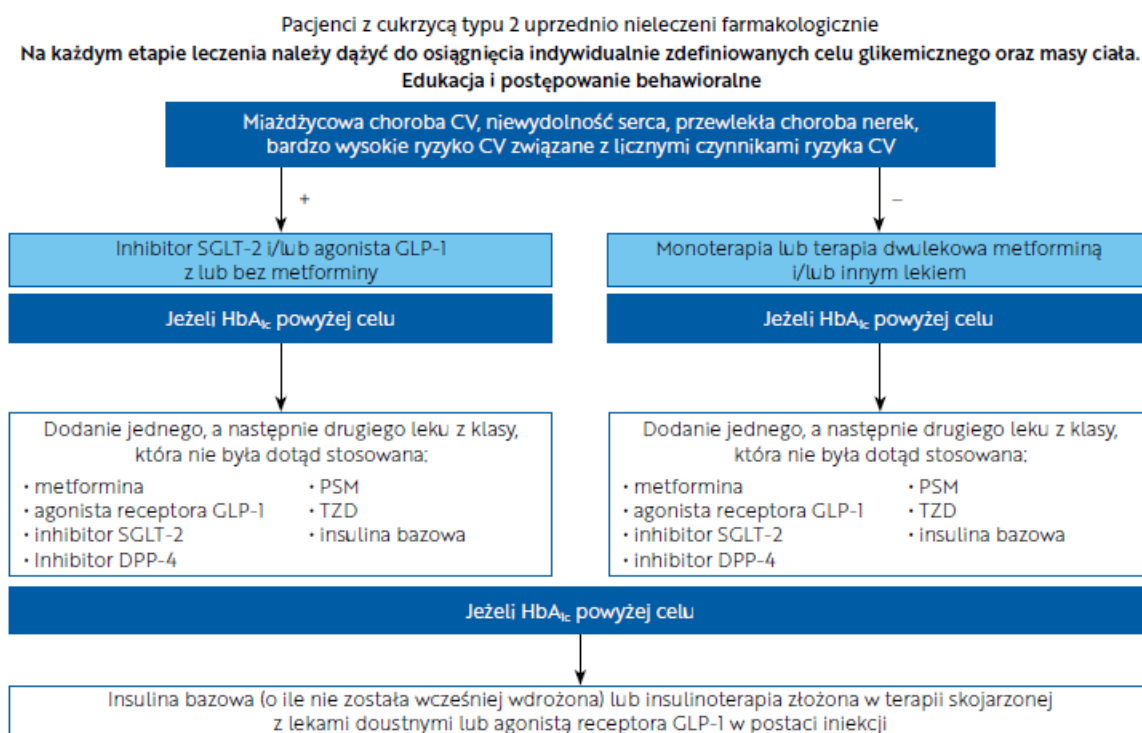 Pacjenci z cukrzycą typu 2 uprzednio nieleczeni farmakologicznie
Na każdym etapie leczenia należy dążyć do osiągnięcia indywidualnie zdefiniowanych celu glikemicznego oraz masy ciała.
Edukacja i postępowanie behawioralne
Miażdżycowa choroba CV, niewydolność serca, przewlekła choroba nerek,
bardzo wysokie ryzyko CV związane z licznymi czynnikami ryzyka CV
+
–
Inhibitor SGLT-2 i/lub agonista GLP-1
z lub bez metforminy
Jeżeli HbA1c powyżej celu
Dodanie jednego, a następnie drugiego leku z klasy,
która nie była dotąd stosowana:
• metformina
• agonista receptora GLP-1
• inhibitor SGLT-2
• Inhibitor DPP-4
• PSM
• TZD
• insulina bazowa
Monoterapia lub terapia dwulekowa metforminą
i/lub innym lekiem
Jeżeli HbA1c powyżej celu
Dodanie jednego, a następnie drugiego leku z klasy,
która nie była dotąd stosowana:
• metformina
• agonista receptora GLP-1
• inhibitor SGLT-2
• inhibitor DPP-4
• PSM
• TZD
• insulina bazowa
Jeżeli HbA1c powyżej celu
Insulina bazowa (o ile nie została wcześniej wdrożona) lub insulinoterapia złożona w terapii skojarzonej
z lekami doustnymi lub agonistą receptora GLP-1 w postaci iniekcji